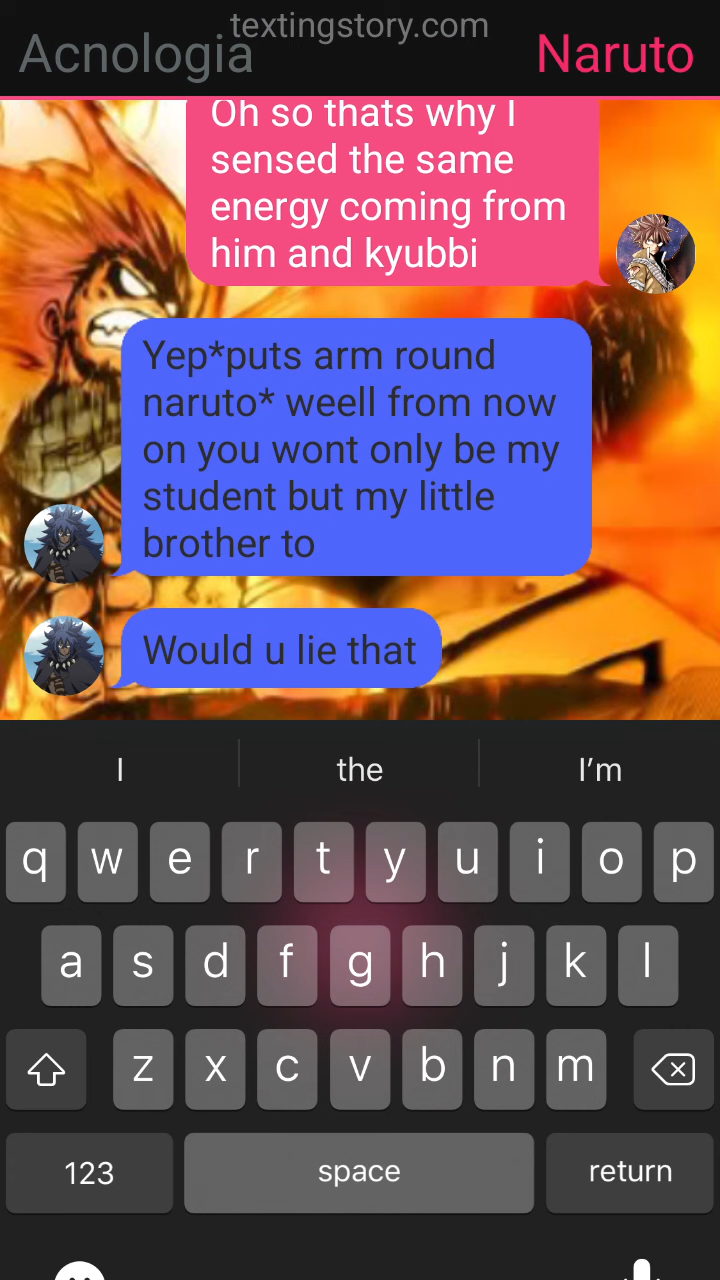 textingstory.com
Acnologia
Naruto
Oh so thats why I
sensed the same
energy coming from
him and kyubbi
Yep*puts arm round
naruto* weell from now
on you wont only be my
student but my little
brother to
Would u lie that
I the I’m
q w e r t y u i o p
a s d f g h j k l
z x c v b n m
123 space return